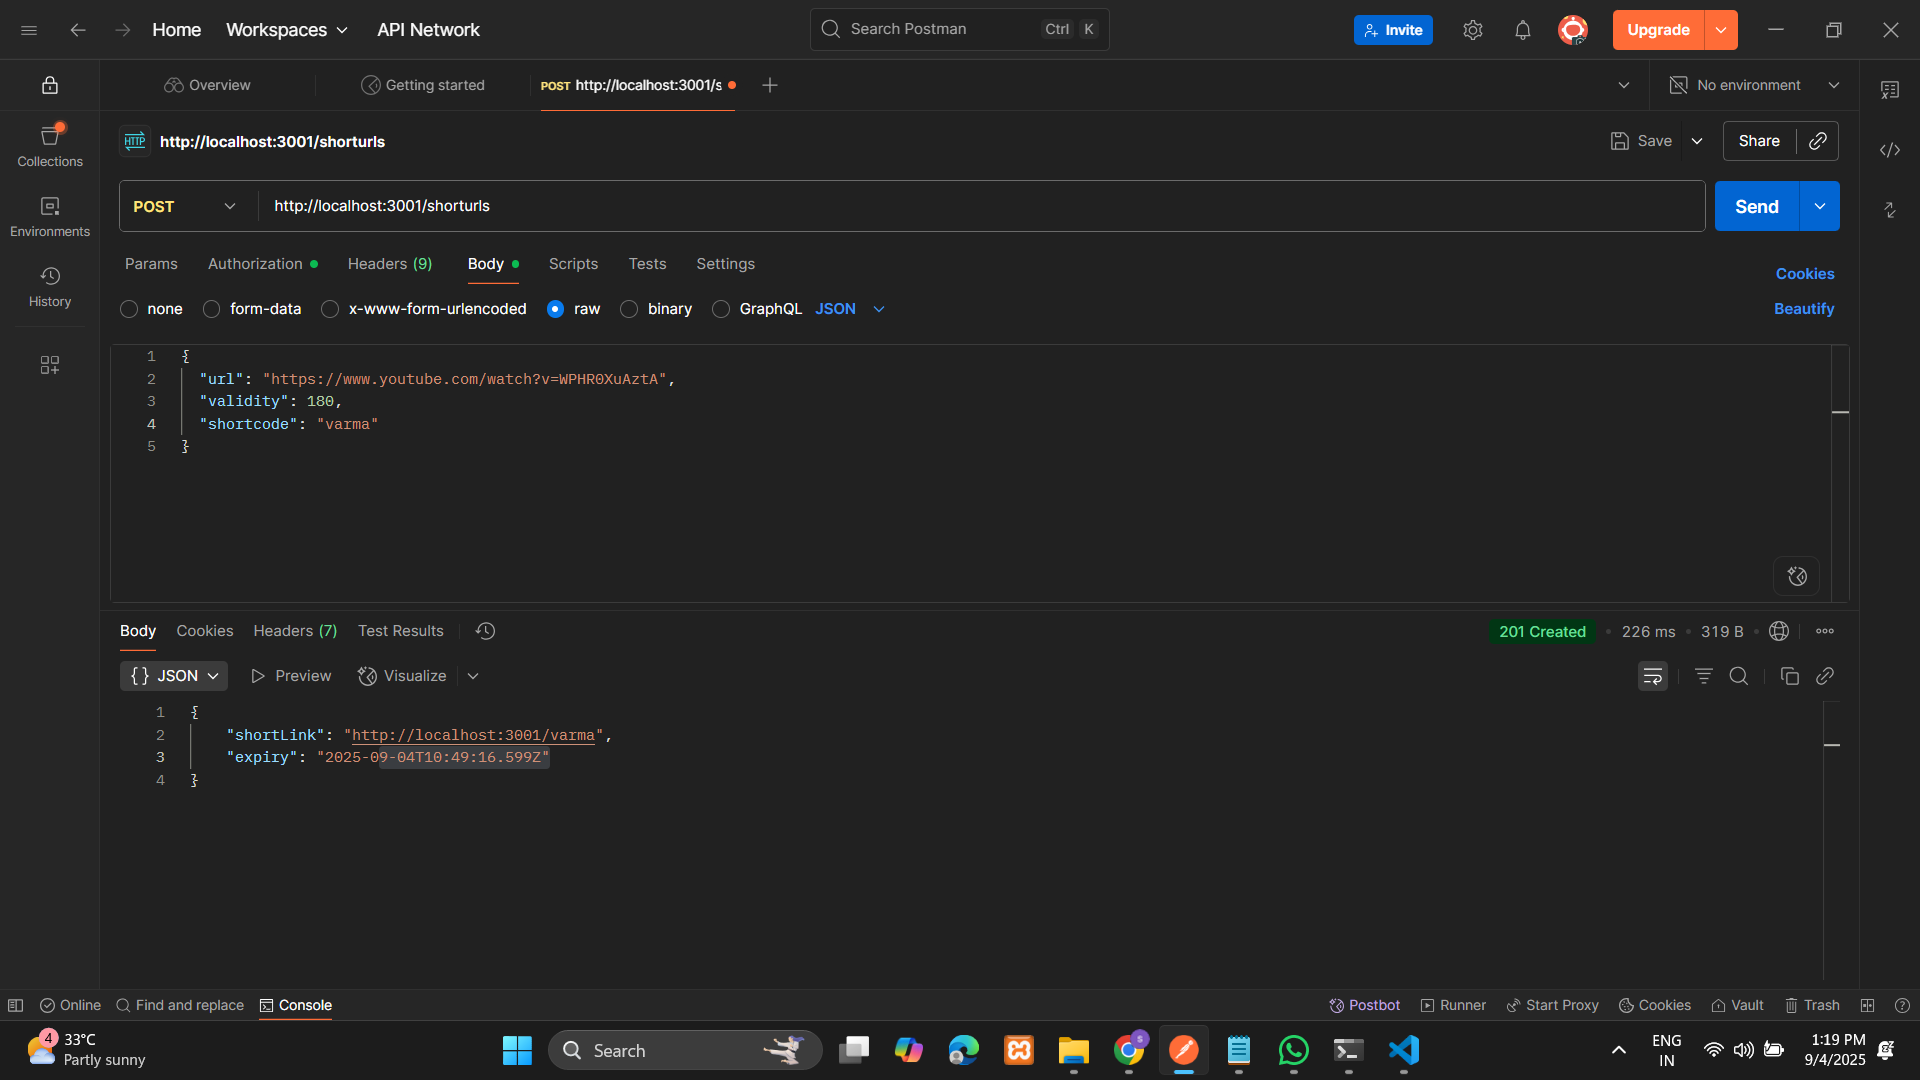 Home
Workspaces
API Network
Search Postman
Ctrl K
Invite
Upgrade
Overview
Getting started
POST http://localhost:3001/s
No environment
Collections
Environments
History
HTTP http://localhost:3001/shorturls
Save
Share
POST
http://localhost:3001/shorturls
Send
Params
Authorization
Headers (9)
Body
Scripts
Tests
Settings
Cookies
none
form-data
x-www-form-urlencoded
raw
binary
GraphQL
JSON
Beautify
1 {
2 "url": "https://www.youtube.com/watch?v=WPHR0XuAztA",
3 "validity": 180,
4 "shortcode": "varma"
5 }
Body
Cookies
Headers (7)
Test Results
201 Created
226 ms
319 B
{} JSON
Preview
Visualize
1 {
2 "shortLink": "http://localhost:3001/varma",
3 "expiry": "2025-09-04T10:49:16.599Z"
4 }
Online
Find and replace
Console
Postbot
Runner
Start Proxy
Cookies
Vault
Trash
4
33°C
Partly sunny
Search
S
ENG
IN
1:19 PM
9/4/2025